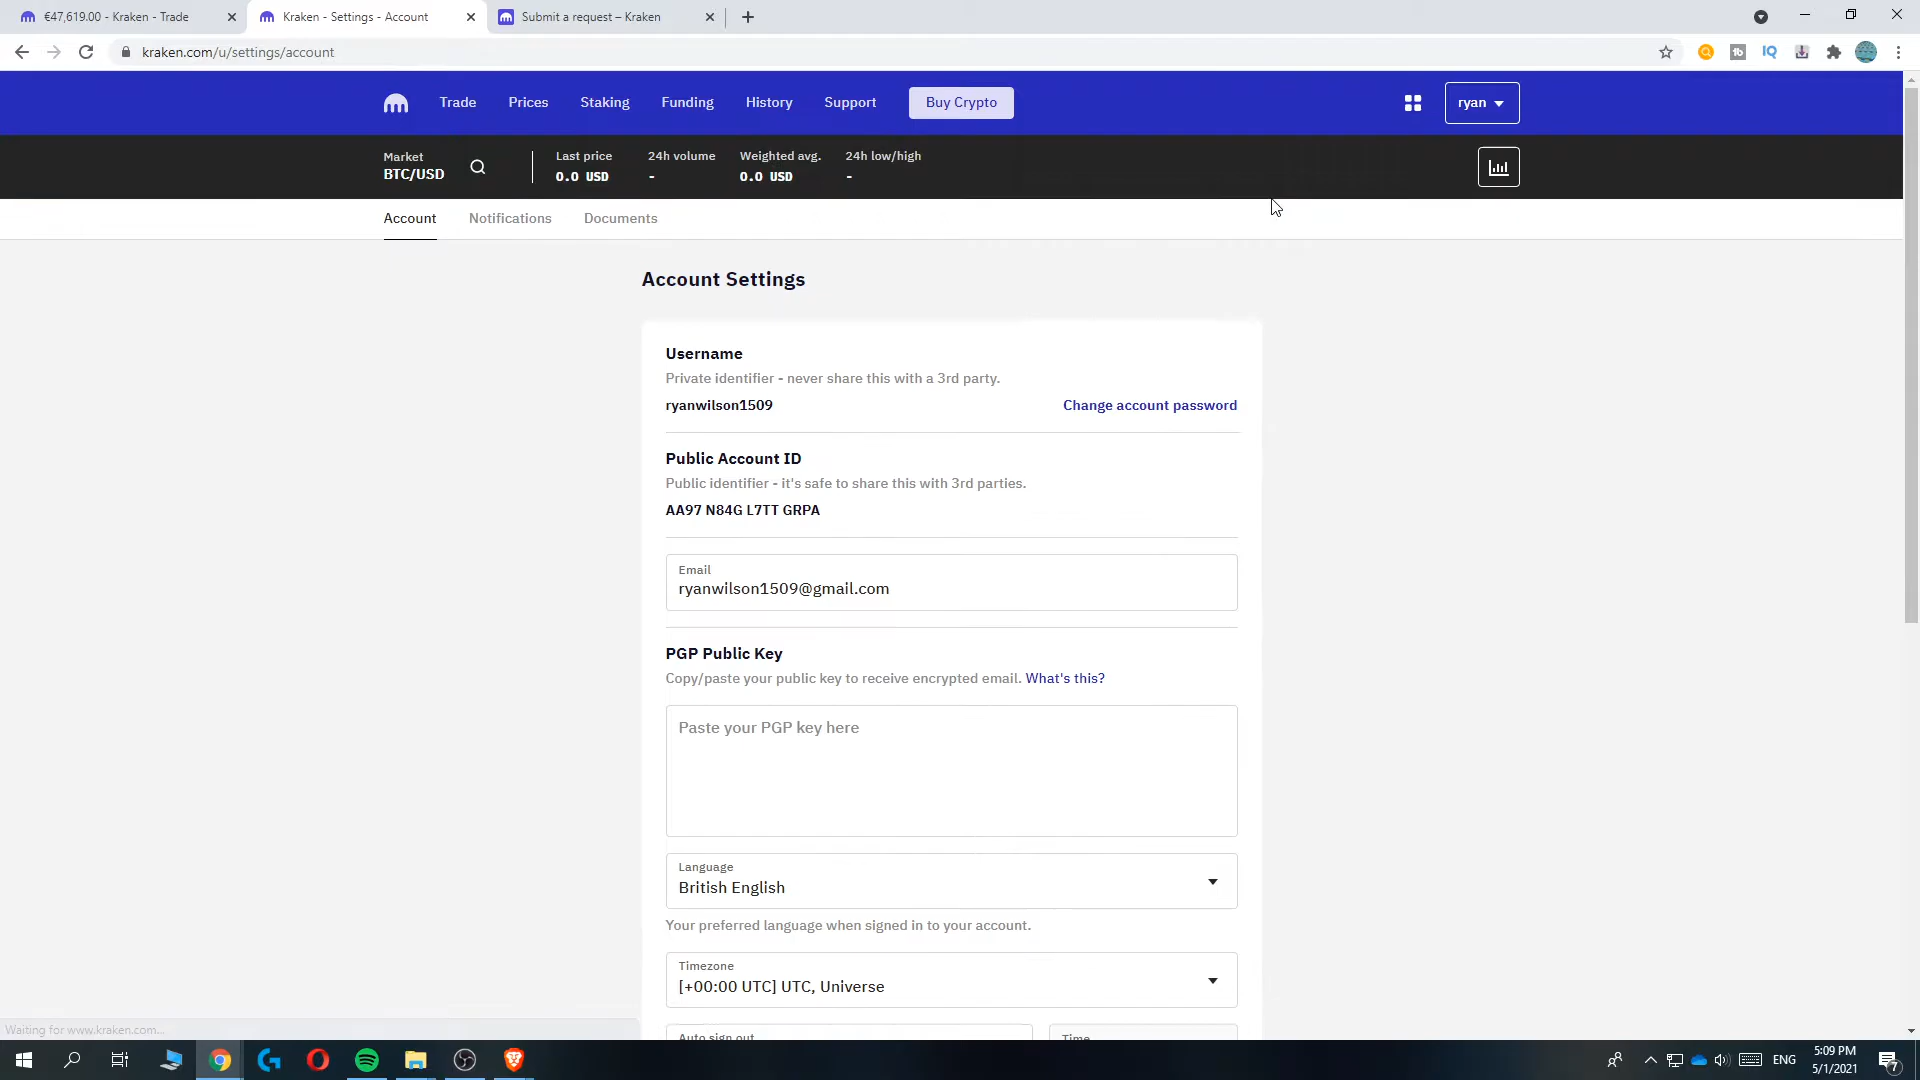 €47,619.00 - Kraken - Trade
Kraken - Settings - Account
Submit a request – Kraken
kraken.com/u/settings/account
Trade Prices Staking Funding History Support Buy Crypto ryan
Market
BTC/USD
Last price
0.0 USD
24h volume
-
Weighted avg.
0.0 USD
24h low/high
-
Account Notifications Documents
Account Settings
Username
Private identifier - never share this with a 3rd party.
ryanwilson1509 Change account password
Public Account ID
Public identifier - it's safe to share this with 3rd parties.
AA97 N84G L7TT GRPA
Email
ryanwilson1509@gmail.com
PGP Public Key
Copy/paste your public key to receive encrypted email. What's this?
Paste your PGP key here
Language
British English
Your preferred language when signed in to your account.
Timezone
[+00:00 UTC] UTC, Universe
Auto sign out Time
Waiting for www.kraken.com...
ENG
5:09 PM
5/1/2021
7